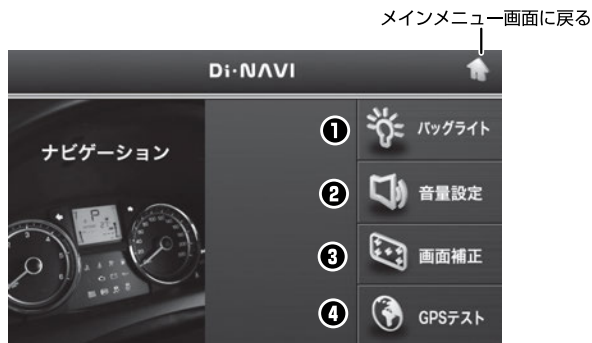 メインメニュー画面に戻る
Di·NAVI
ナビゲーション
P
❶ バッグライト
❷ 音量設定
❸ 画面補正
❹ GPSテスト